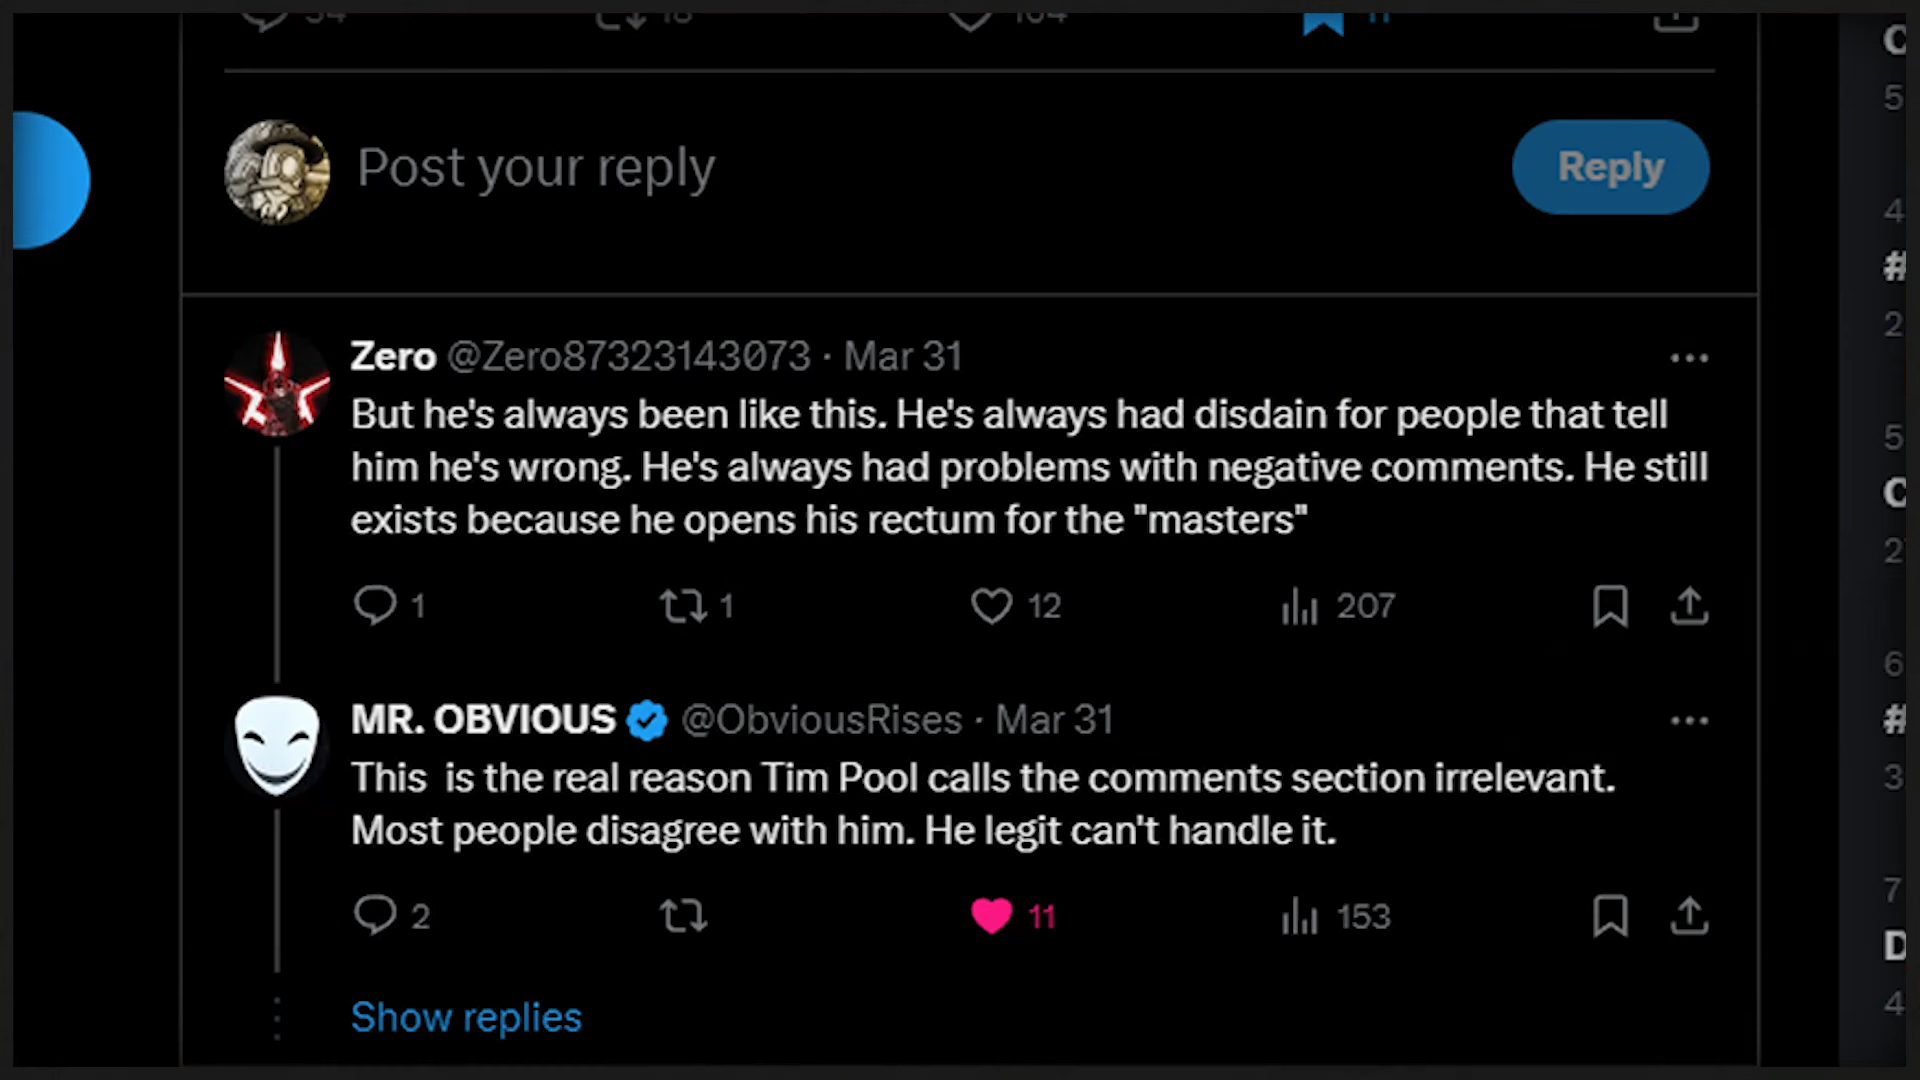 Post your reply
Reply
Zero @Zero87323143073 · Mar 31
But he's always been like this. He's always had disdain for people that tell
him he's wrong. He's always had problems with negative comments. He still
exists because he opens his rectum for the "masters"
1 1 12 207
MR. OBVIOUS @ObviousRises · Mar 31
This  is the real reason Tim Pool calls the comments section irrelevant.
Most people disagree with him. He legit can't handle it.
2 11 153
Show replies